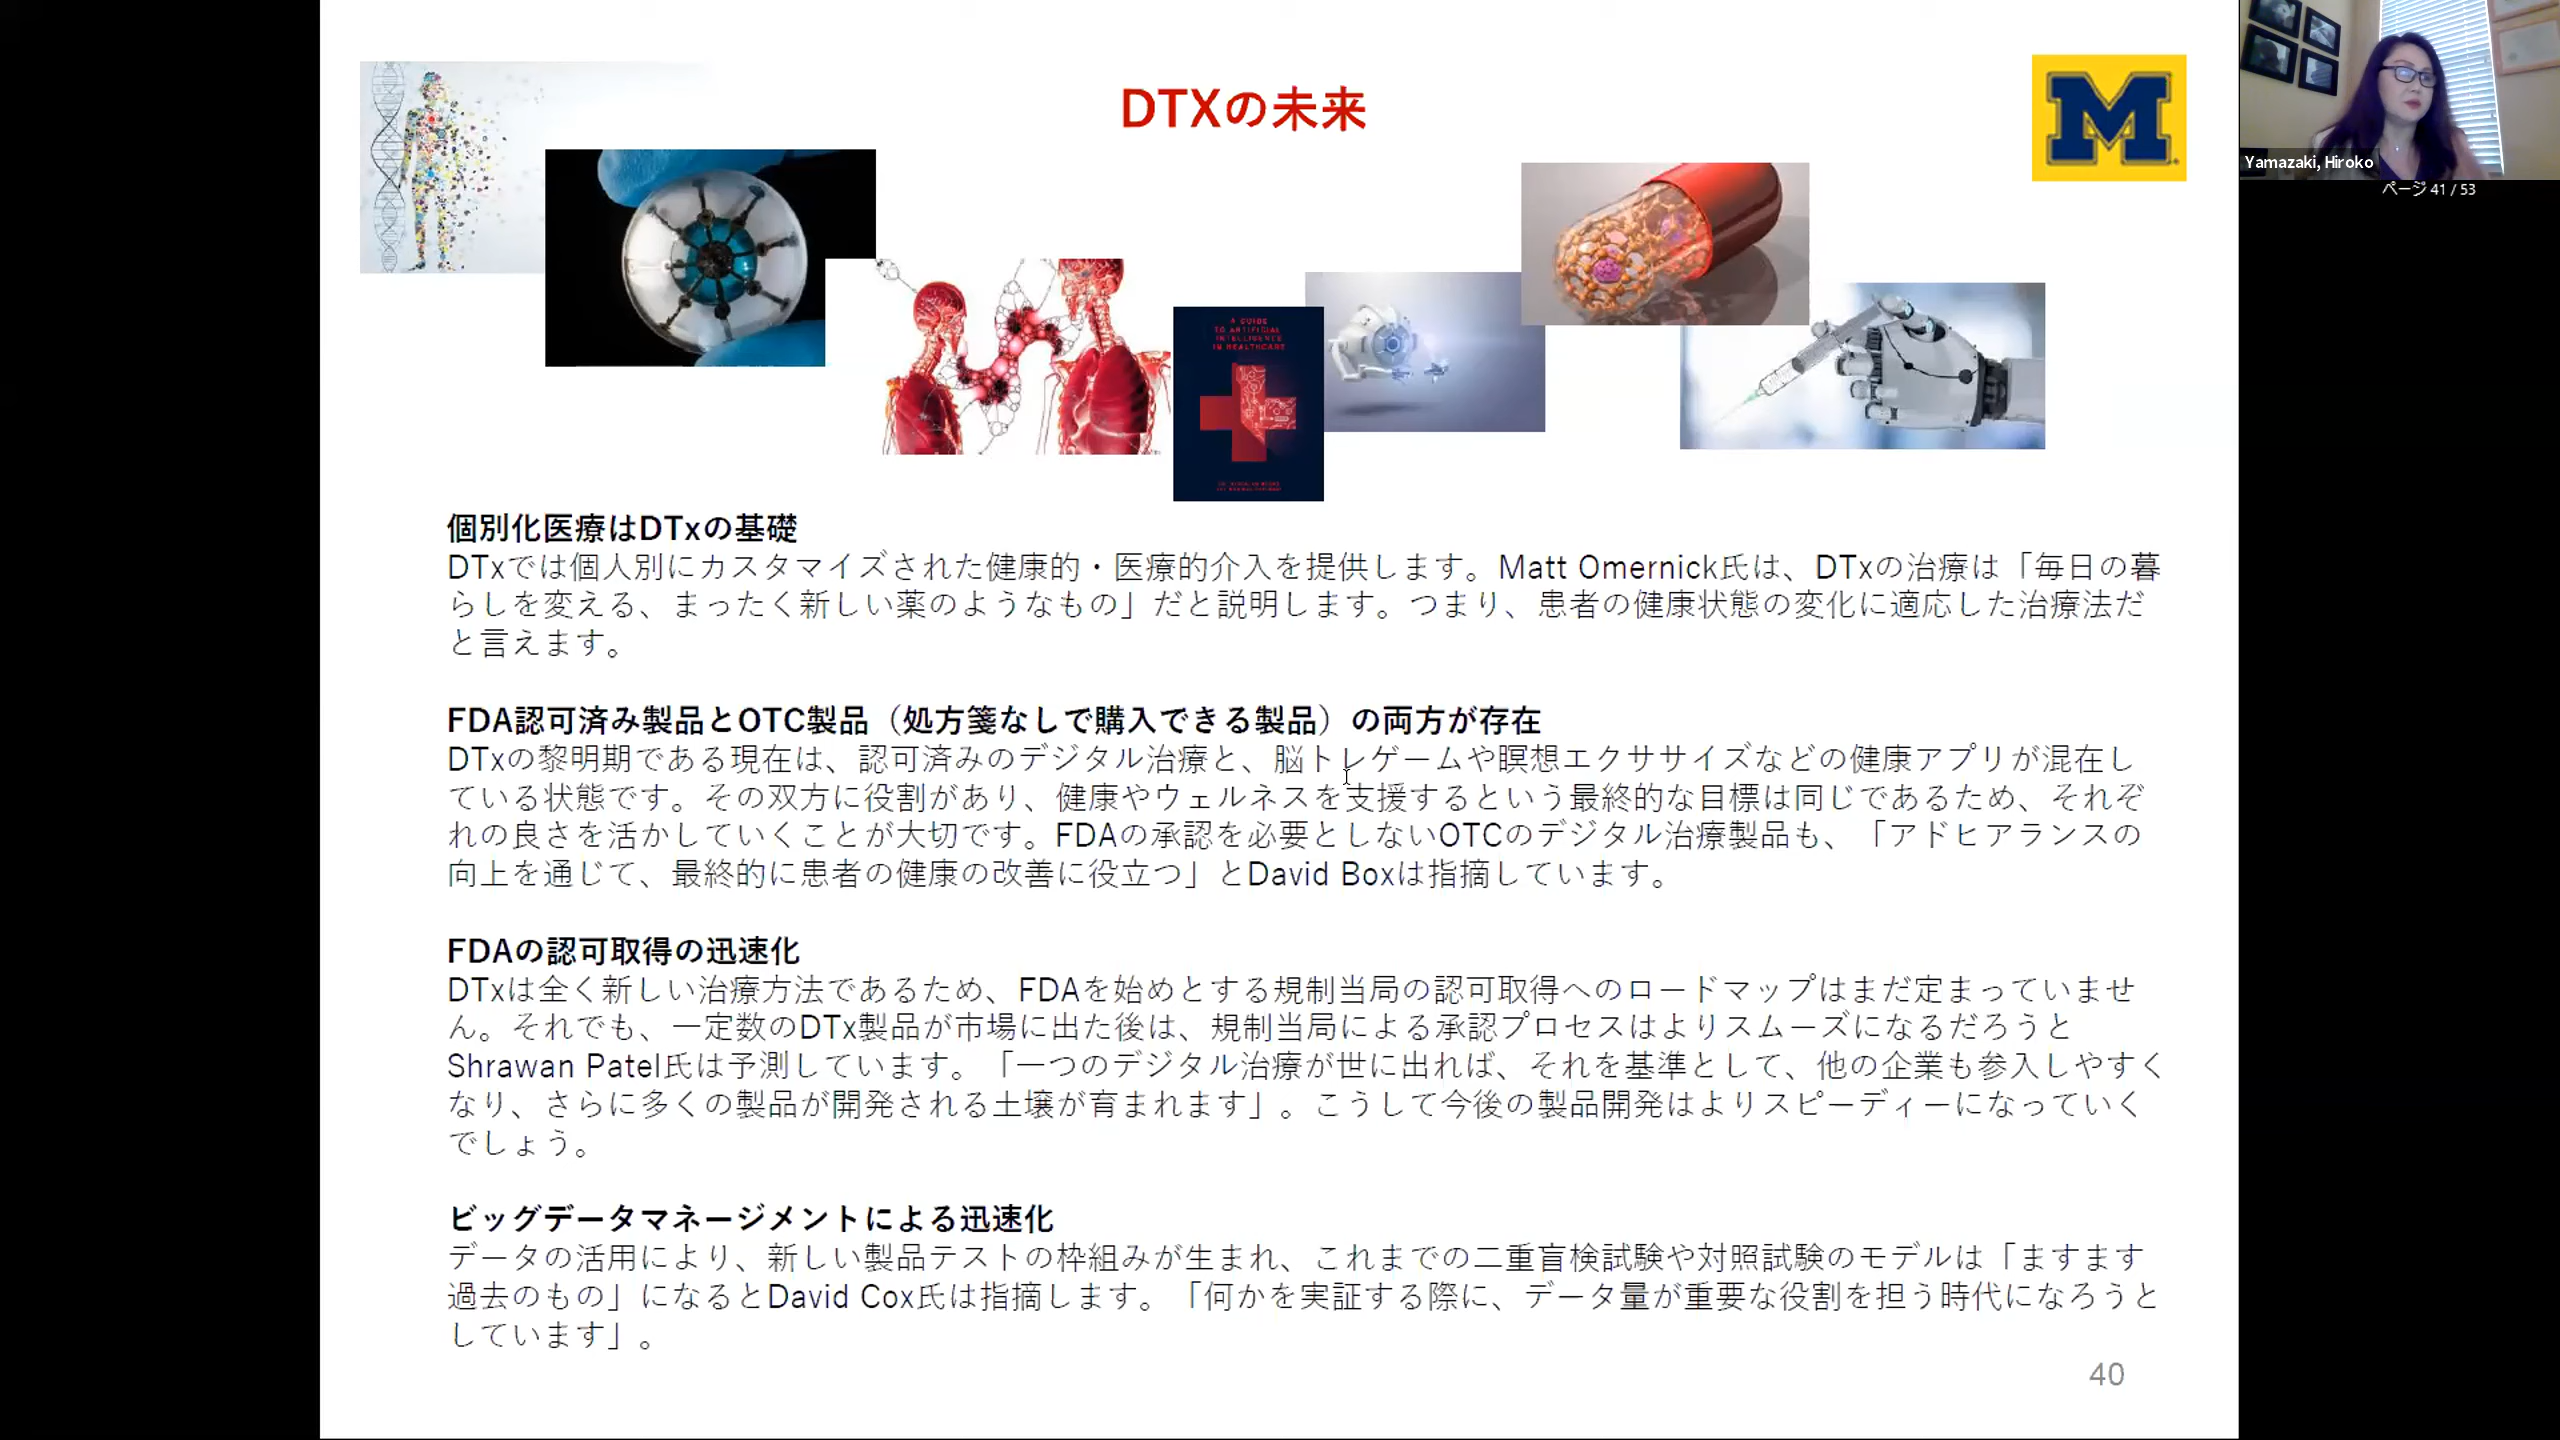 DTXの未来
M
Yamazaki, Hiroko
ページ 41 / 53
A GUIDE
TO ARTIFICIAL
INTELLIGENCE
IN HEALTHCARE
個別化医療はDTxの基礎
DTxでは個人別にカスタマイズされた健康的・医療的介入を提供します。Matt Omernick氏は、DTxの治療は「毎日の暮
らしを変える、まったく新しい薬のようなもの」だと説明します。つまり、患者の健康状態の変化に適応した治療法だ
と言えます。
FDA認可済み製品とOTC製品（処方箋なしで購入できる製品）の両方が存在
DTxの黎明期である現在は、認可済みのデジタル治療と、脳トレゲームや瞑想エクササイズなどの健康アプリが混在し
ている状態です。その双方に役割があり、健康やウェルネスを支援するという最終的な目標は同じであるため、それぞ
れの良さを活かしていくことが大切です。FDAの承認を必要としないOTCのデジタル治療製品も、「アドヒアランスの
向上を通じて、最終的に患者の健康の改善に役立つ」とDavid Boxは指摘しています。
FDAの認可取得の迅速化
DTxは全く新しい治療方法であるため、FDAを始めとする規制当局の認可取得へのロードマップはまだ定まっていませ
ん。それでも、一定数のDTx製品が市場に出た後は、規制当局による承認プロセスはよりスムーズになるだろうと
Shrawan Patel氏は予測しています。「一つのデジタル治療が世に出れば、それを基準として、他の企業も参入しやすく
なり、さらに多くの製品が開発される土壌が育まれます」。こうして今後の製品開発はよりスピーディーになっていく
でしょう。
ビッグデータマネージメントによる迅速化
データの活用により、新しい製品テストの枠組みが生まれ、これまでの二重盲検試験や対照試験のモデルは「ますます
過去のもの」になるとDavid Cox氏は指摘します。「何かを実証する際に、データ量が重要な役割を担う時代になろうと
しています」。
40